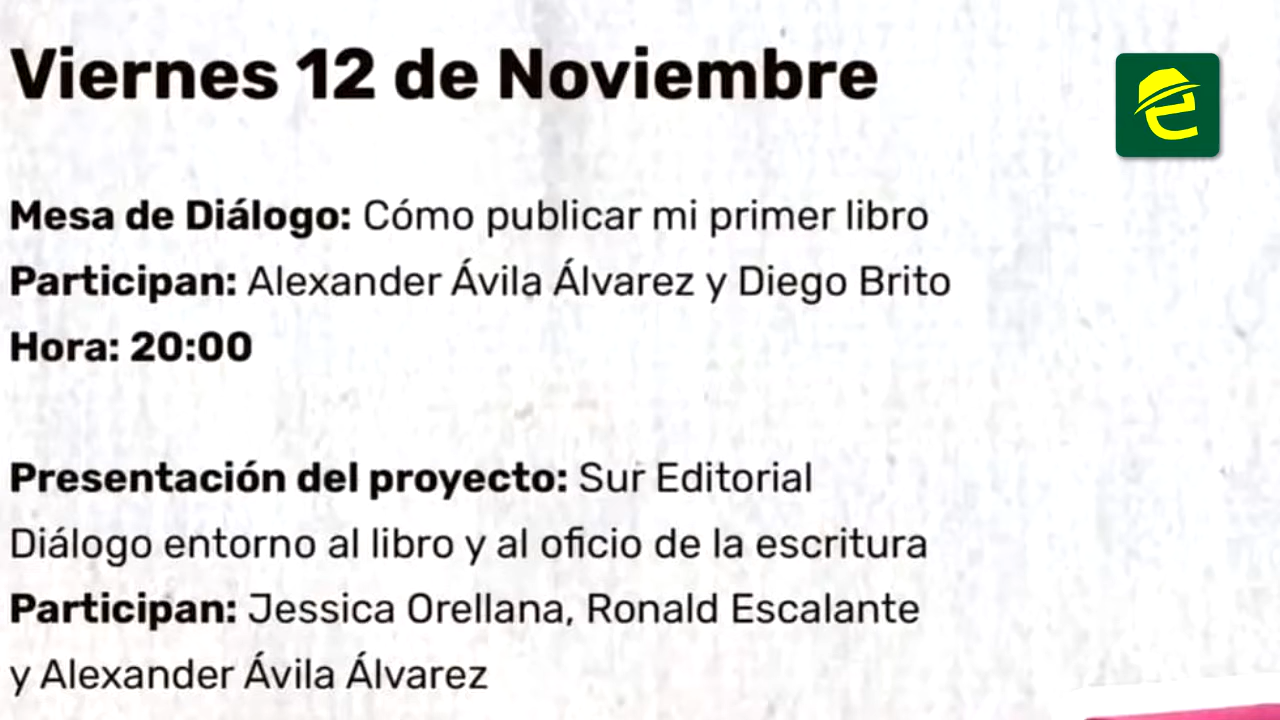 Viernes 12 de Noviembre
Mesa de Diálogo: Cómo publicar mi primer libro
Participan: Alexander Ávila Álvarez y Diego Brito
Hora: 20:00
Presentación del proyecto: Sur Editorial
Diálogo entorno al libro y al oficio de la escritura
Participan: Jessica Orellana, Ronald Escalante
y Alexander Ávila Álvarez